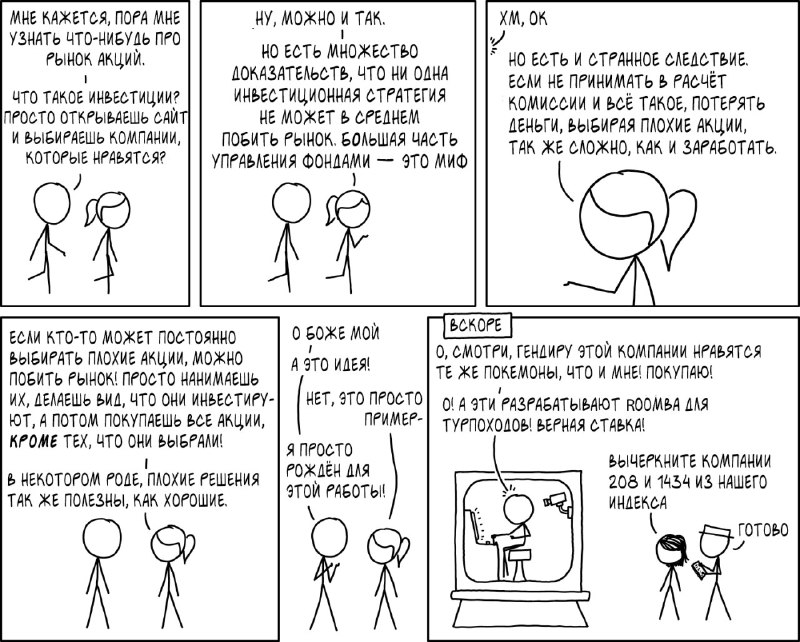 МНЕ КАЖЕТСЯ, ПОРА МНЕ
УЗНАТЬ ЧТО-НИБУДЬ ПРО
РЫНОК АКЦИЙ.
ЧТО ТАКОЕ ИНВЕСТИЦИИ?
ПРОСТО ОТКРЫВАЕШЬ САЙТ
И ВЫБИРАЕШЬ КОМПАНИИ,
КОТОРЫЕ НРАВЯТСЯ?
НУ, МОЖНО И ТАК.
НО ЕСТЬ МНОЖЕСТВО
ДОКАЗАТЕЛЬСТВ, ЧТО НИ ОДНА
ИНВЕСТИЦИОННАЯ СТРАТЕГИЯ
НЕ МОЖЕТ В СРЕДНЕМ
ПОБИТЬ РЫНОК. БОЛЬШАЯ ЧАСТЬ
УПРАВЛЕНИЯ ФОНДАМИ — ЭТО МИФ
ХМ, ОК
НО ЕСТЬ И СТРАННОЕ СЛЕДСТВИЕ.
ЕСЛИ НЕ ПРИНИМАТЬ В РАСЧЁТ
КОМИССИИ И ВСЁ ТАКОЕ, ПОТЕРЯТЬ
ДЕНЬГИ, ВЫБИРАЯ ПЛОХИЕ АКЦИИ,
ТАК ЖЕ СЛОЖНО, КАК И ЗАРАБОТАТЬ.
ЕСЛИ КТО-ТО МОЖЕТ ПОСТОЯННО
ВЫБИРАТЬ ПЛОХИЕ АКЦИИ, МОЖНО
ПОБИТЬ РЫНОК! ПРОСТО НАНИМАЕШЬ
ИХ, ДЕЛАЕШЬ ВИД, ЧТО ОНИ ИНВЕСТИРУ-
ЮТ, А ПОТОМ ПОКУПАЕШЬ ВСЕ АКЦИИ,
КРОМЕ ТЕХ, ЧТО ОНИ ВЫБРАЛИ!
В НЕКОТОРОМ РОДЕ, ПЛОХИЕ РЕШЕНИЯ
ТАК ЖЕ ПОЛЕЗНЫ, КАК ХОРОШИЕ.
О БОЖЕ МОЙ
А ЭТО ИДЕЯ!
НЕТ, ЭТО ПРОСТО
ПРИМЕР-
Я ПРОСТО
РОЖДЁН ДЛЯ
ЭТОЙ РАБОТЫ!
ВСКОРЕ
О, СМОТРИ, ГЕНДИРУ ЭТОЙ КОМПАНИИ НРАВЯТСЯ
ТЕ ЖЕ ПОКЕМОНЫ, ЧТО И МНЕ! ПОКУПАЮ!
О! А ЭТИ РАЗРАБАТЫВАЮТ ROOMBA ДЛЯ
ТУРПОХОДОВ! ВЕРНАЯ СТАВКА!
ВЫЧЕРКНИТЕ КОМПАНИИ
208 И 1434 ИЗ НАШЕГО
ИНДЕКСА
ГОТОВО